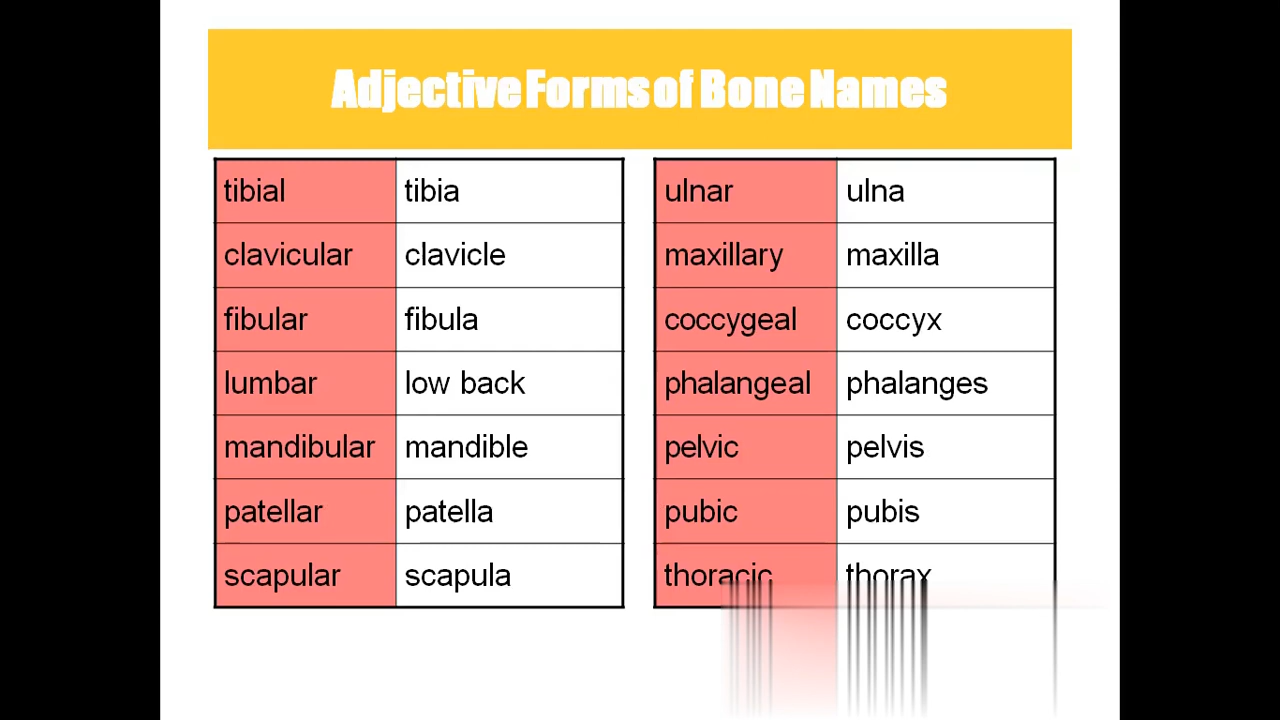 Adjective Forms of Bone Names
tibial tibia
clavicular clavicle
fibular fibula
lumbar low back
mandibular mandible
patellar patella
scapular scapula
ulnar ulna
maxillary maxilla
coccygeal coccyx
phalangeal phalanges
pelvic pelvis
pubic pubis
thoracic thorax